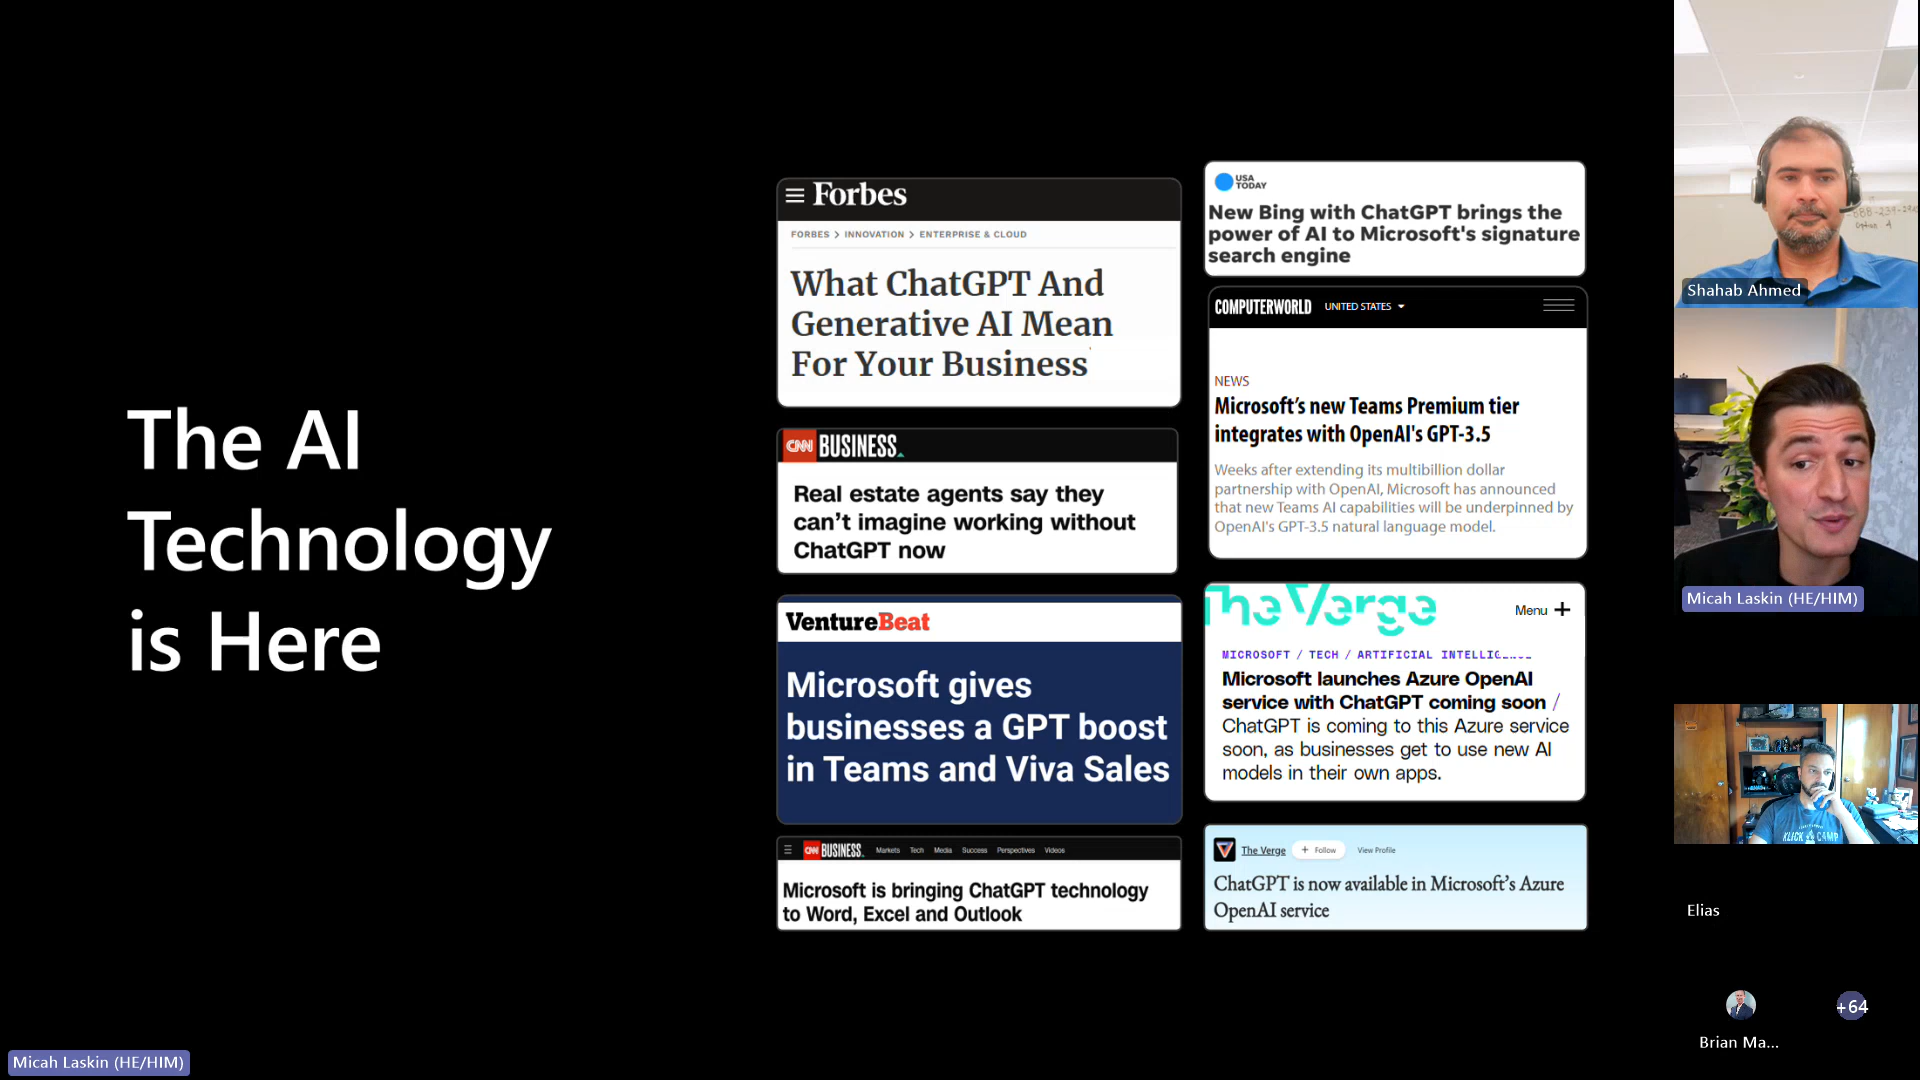 The AI
Technology
is Here
Forbes
FORBES > INNOVATION > ENTERPRISE & CLOUD
What ChatGPT And
Generative AI Mean
For Your Business
CNN BUSINESS
Real estate agents say they
can't imagine working without
ChatGPT now
VentureBeat
Microsoft gives
businesses a GPT boost
in Teams and Viva Sales
CNN BUSINESS Markets Tech Media Success Perspectives Videos
Microsoft is bringing ChatGPT technology
to Word, Excel and Outlook
USA
TODAY
New Bing with ChatGPT brings the
power of AI to Microsoft's signature
search engine
COMPUTERWORLD UNITED STATES
NEWS
Microsoft's new Teams Premium tier
integrates with OpenAI's GPT-3.5
Weeks after extending its multibillion dollar
partnership with OpenAI, Microsoft has announced
that new Teams AI capabilities will be underpinned by
OpenAI's GPT-3.5 natural language model.
The Verge Menu +
MICROSOFT / TECH / ARTIFICIAL
Microsoft launches Azure OpenAI
service with ChatGPT coming soon /
ChatGPT is coming to this Azure service
soon, as businesses get to use new AI
models in their own apps.
The Verge + Follow View Profile
ChatGPT is now available in Microsoft's Azure
OpenAI service
Shahab Ahmed
Micah Laskin (HE/HIM)
KLICK CAMP
Elias
Brian Ma...
+64
Micah Laskin (HE/HIM)